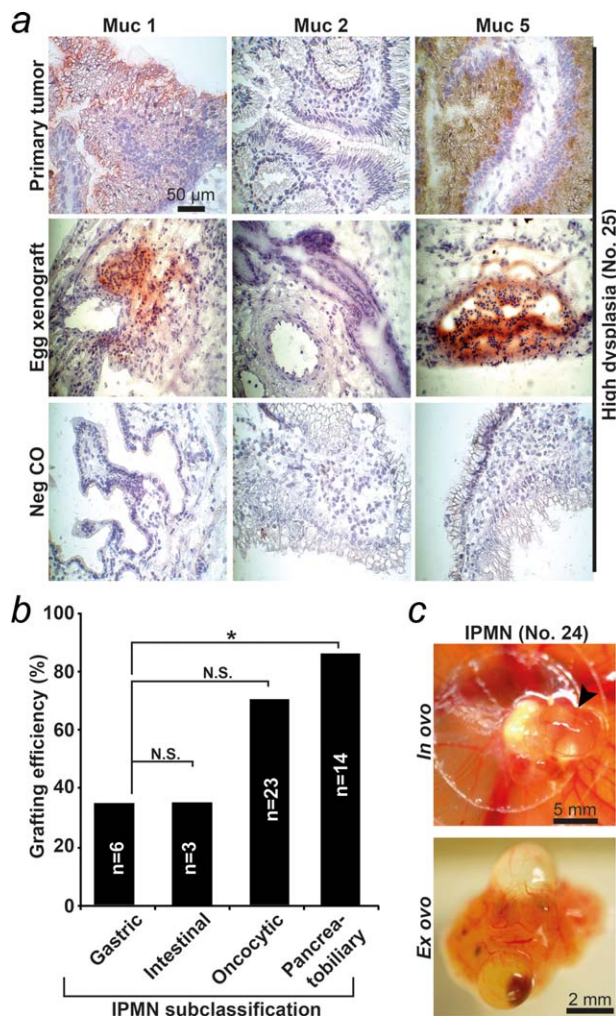 a
Muc 1
Muc 2
Muc 5
Primary tumor
50 µm
Egg xenograft
Neg CO
High dysplasia (No. 25)
b
Grafting efficiency (%)
100
80
60
40
20
0
*
N.S.
N.S.
n=6
n=3
n=23
n=14
Gastric
Intestinal
Oncocytic
Pancrea-
tobiliary
IPMN subclassification
c
IPMN (No. 24)
In ovo
5 mm
Ex ovo
2 mm